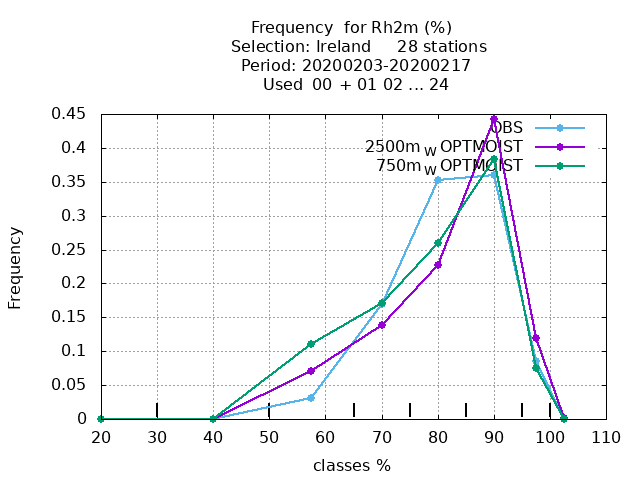 Frequency for Rh2m (%)
Selection: Ireland 28 stations
Period: 20200203-20200217
Used 00 + 01 02 ... 24
0.45
0.4
0.35
0.3
0.25
0.2
0.15
0.1
0.05
0
Frequency
OBS
2500m W OPTMOIST
750m W OPTMOIST
20 30 40 50 60 70 80 90 100 110
classes %